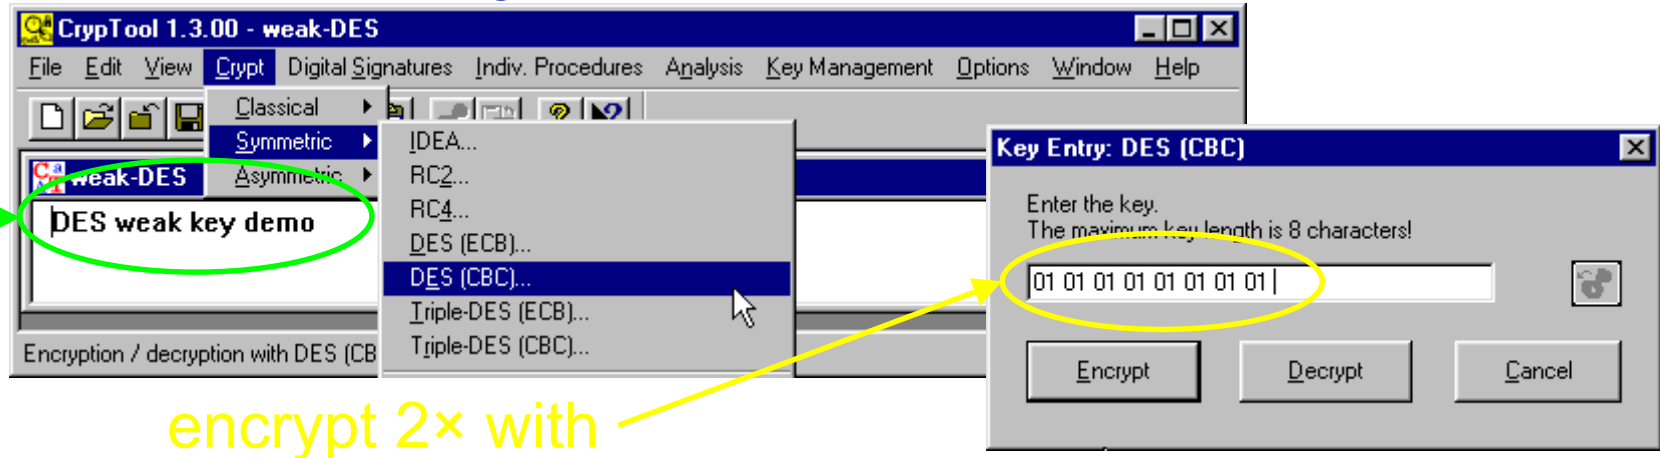 CrypTool 1.3.00 - weak-DES
File Edit View Crypt Digital Signatures Indiv. Procedures Analysis Key Management Options Window Help
Classical
Symmetric
Asymmetric
IDEA...
RC2...
RC4...
DES (ECB)...
DES (CBC)...
Triple-DES (ECB)...
Triple-DES (CBC)...
weak-DES
DES weak key demo
Encryption / decryption with DES (CB
Key Entry: DES (CBC)
Enter the key.
The maximum key length is 8 characters!
01 01 01 01 01 01 01 01
Encrypt Decrypt Cancel
encrypt 2× with